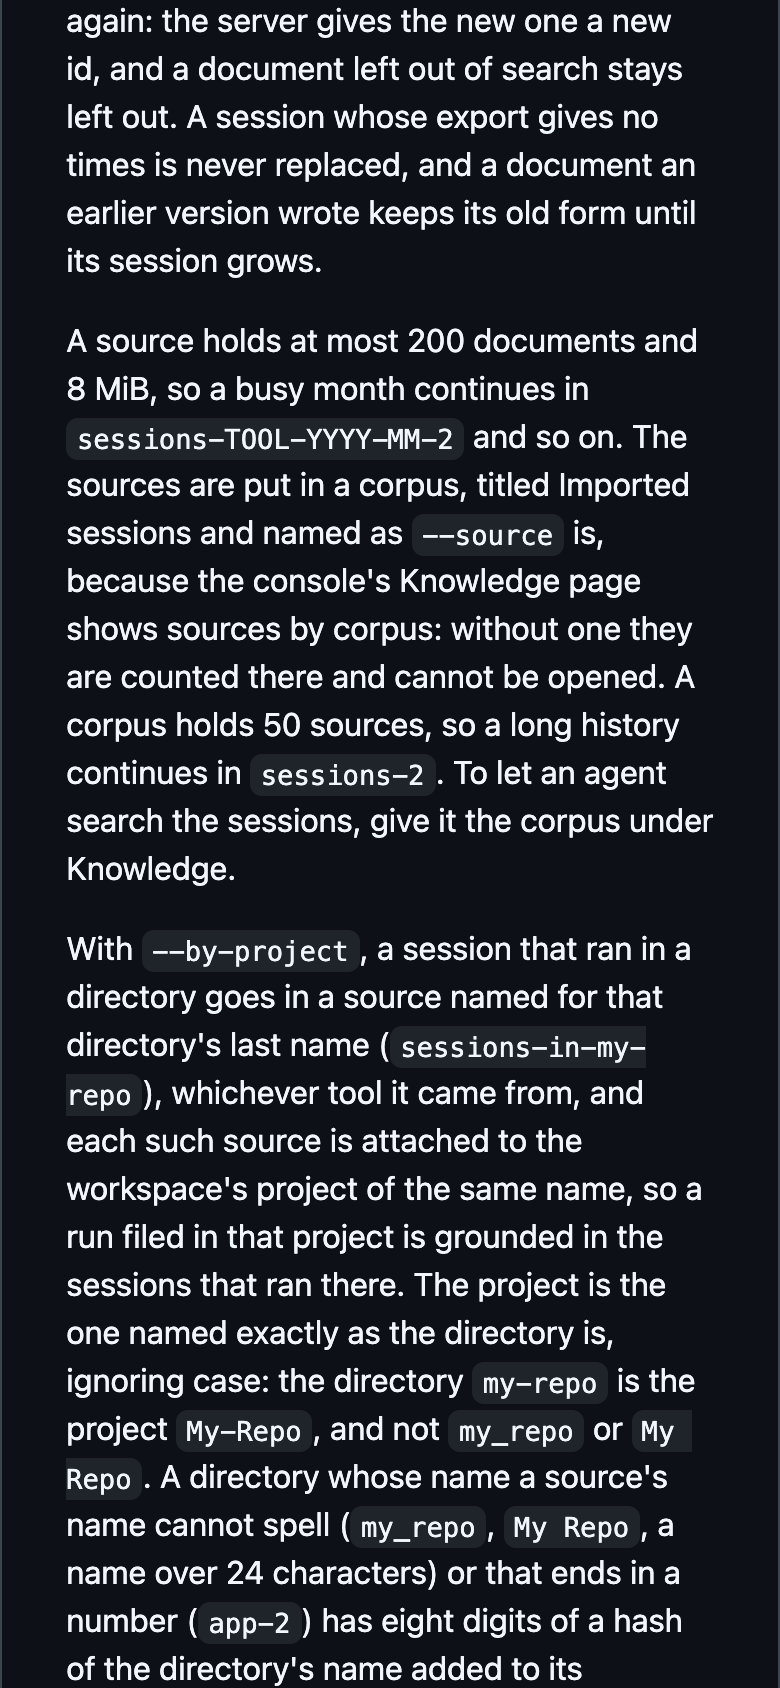 again: the server gives the new one a new
id, and a document left out of search stays
left out. A session whose export gives no
times is never replaced, and a document an
earlier version wrote keeps its old form until
its session grows.
A source holds at most 200 documents and
8 MiB, so a busy month continues in
sessions-TOOL-YYYY-MM-2 and so on. The
sources are put in a corpus, titled Imported
sessions and named as --source is,
because the console's Knowledge page
shows sources by corpus: without one they
are counted there and cannot be opened. A
corpus holds 50 sources, so a long history
continues in sessions-2. To let an agent
search the sessions, give it the corpus under
Knowledge.
With --by-project, a session that ran in a
directory goes in a source named for that
directory's last name (sessions-in-my-
repo), whichever tool it came from, and
each such source is attached to the
workspace's project of the same name, so a
run filed in that project is grounded in the
sessions that ran there. The project is the
one named exactly as the directory is,
ignoring case: the directory my-repo is the
project My-Repo, and not my_repo or My
Repo. A directory whose name a source's
name cannot spell (my_repo, My Repo, a
name over 24 characters) or that ends in a
number (app-2) has eight digits of a hash
of the directory's name added to its